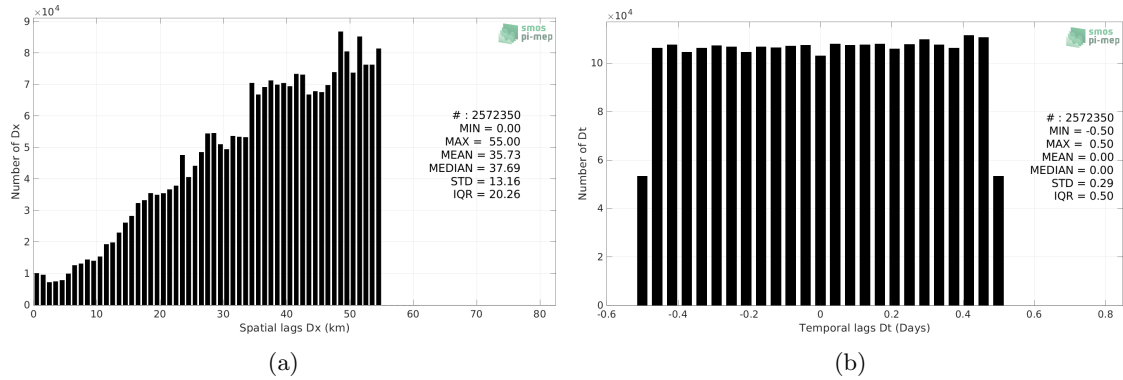 ×10⁴
9
8
7
6
5
4
3
2
1
0
Number of Dx
0 10 20 30 40 50 60 70 80
Spatial lags Dx (km)
smos
pi-mep
# : 2572350
MIN = 0.00
MAX = 55.00
MEAN = 35.73
MEDIAN = 37.69
STD = 13.16
IQR = 20.26
(a)
×10⁴
10
8
6
4
2
0
Number of Dt
-0.6 -0.4 -0.2 0 0.2 0.4 0.6 0.8
Temporal lags Dt (Days)
smos
pi-mep
# : 2572350
MIN = -0.50
MAX = 0.50
MEAN = 0.00
MEDIAN = 0.00
STD = 0.29
IQR = 0.50
(b)